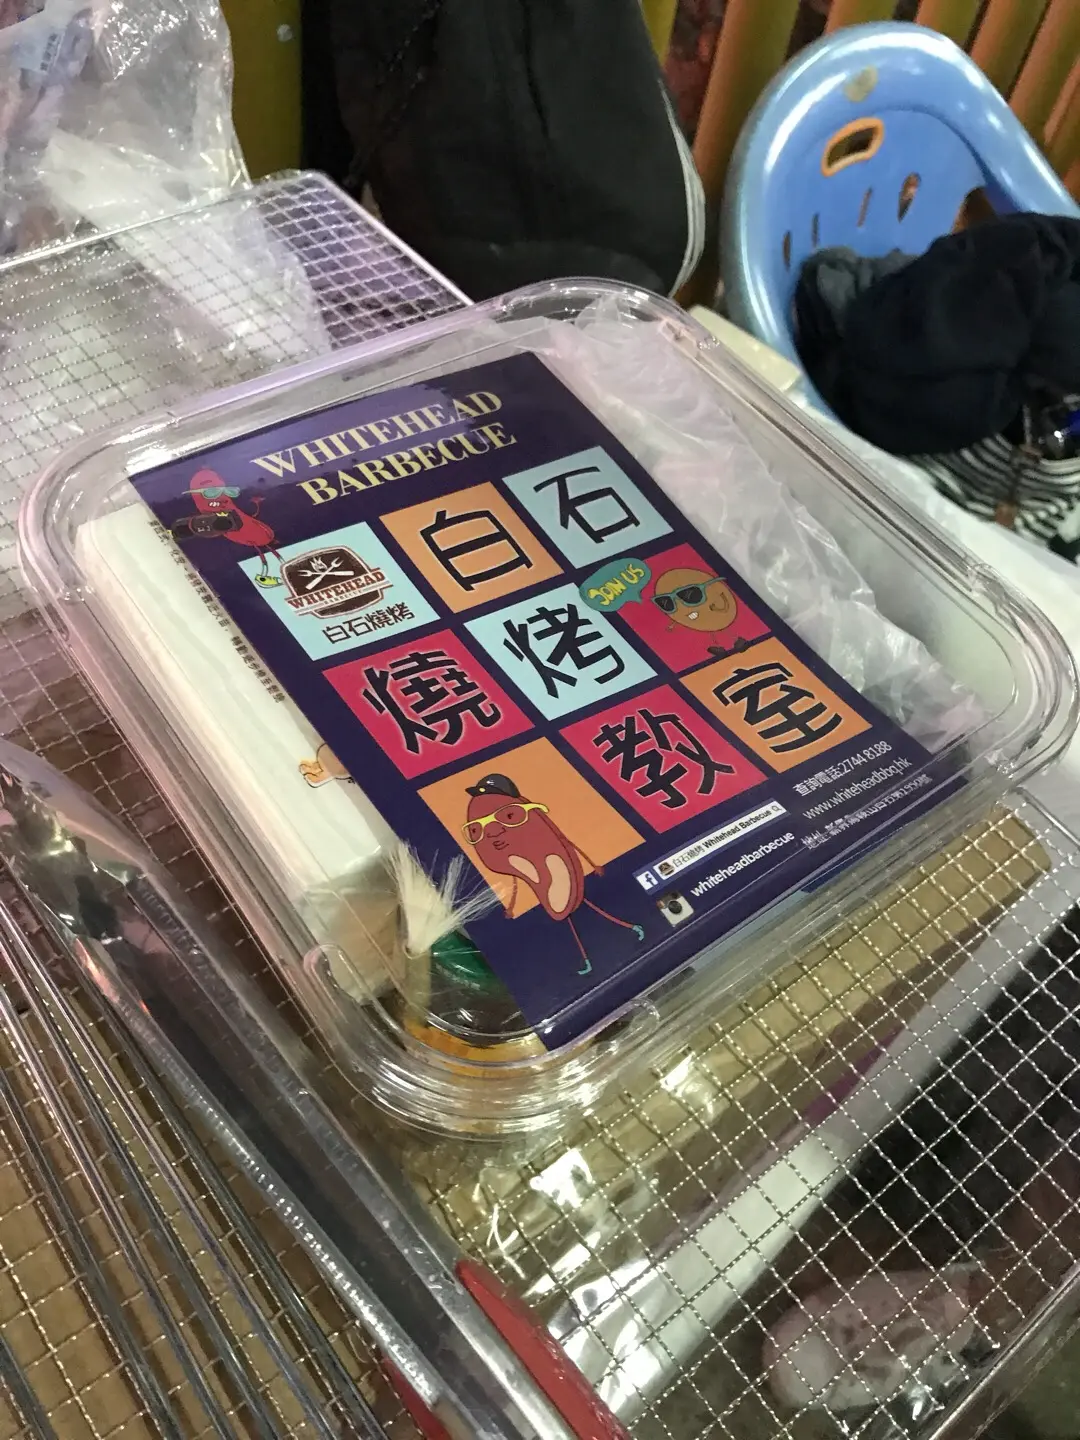 WHITEHEAD
BARBECUE
WHITEHEAD
白石燒烤
白石
JOIN US
燒烤
教室
查詢電話:2744 8188
www.whiteheadbbq.hk
白石燒烤 Whitehead Barbecue
whiteheadbarbecue